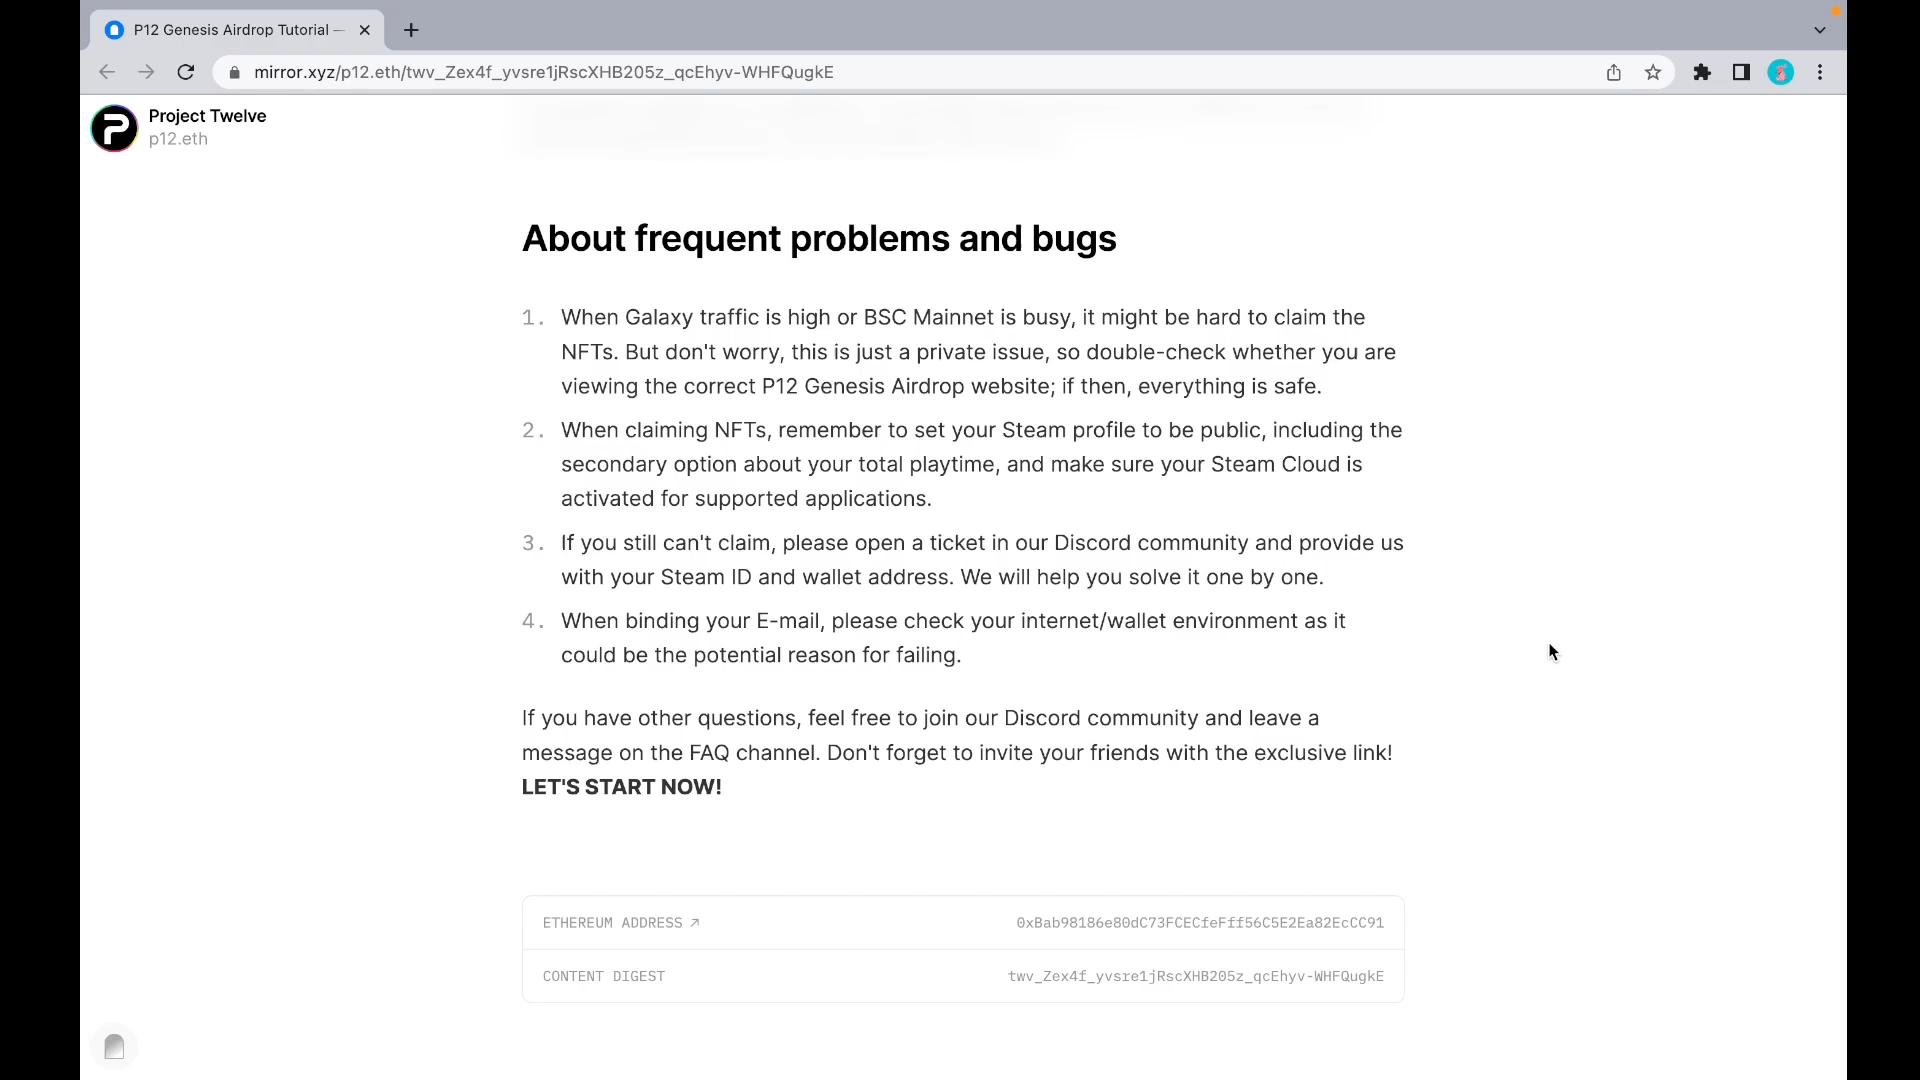 P12 Genesis Airdrop Tutorial —
mirror.xyz/p12.eth/twv_Zex4f_yvsre1jRscXHB205z_qcEhyv-WHFQugkE
Project Twelve
p12.eth
About frequent problems and bugs
1. When Galaxy traffic is high or BSC Mainnet is busy, it might be hard to claim the
NFTs. But don't worry, this is just a private issue, so double-check whether you are
viewing the correct P12 Genesis Airdrop website; if then, everything is safe.
2. When claiming NFTs, remember to set your Steam profile to be public, including the
secondary option about your total playtime, and make sure your Steam Cloud is
activated for supported applications.
3. If you still can't claim, please open a ticket in our Discord community and provide us
with your Steam ID and wallet address. We will help you solve it one by one.
4. When binding your E-mail, please check your internet/wallet environment as it
could be the potential reason for failing.
If you have other questions, feel free to join our Discord community and leave a
message on the FAQ channel. Don't forget to invite your friends with the exclusive link!
LET'S START NOW!
ETHEREUM ADDRESS ↗ 0xBab98186e80dC73FCECfeFff56C5E2Ea82EcCC91
CONTENT DIGEST twv_Zex4f_yvsre1jRscXHB205z_qcEhyv-WHFQugkE